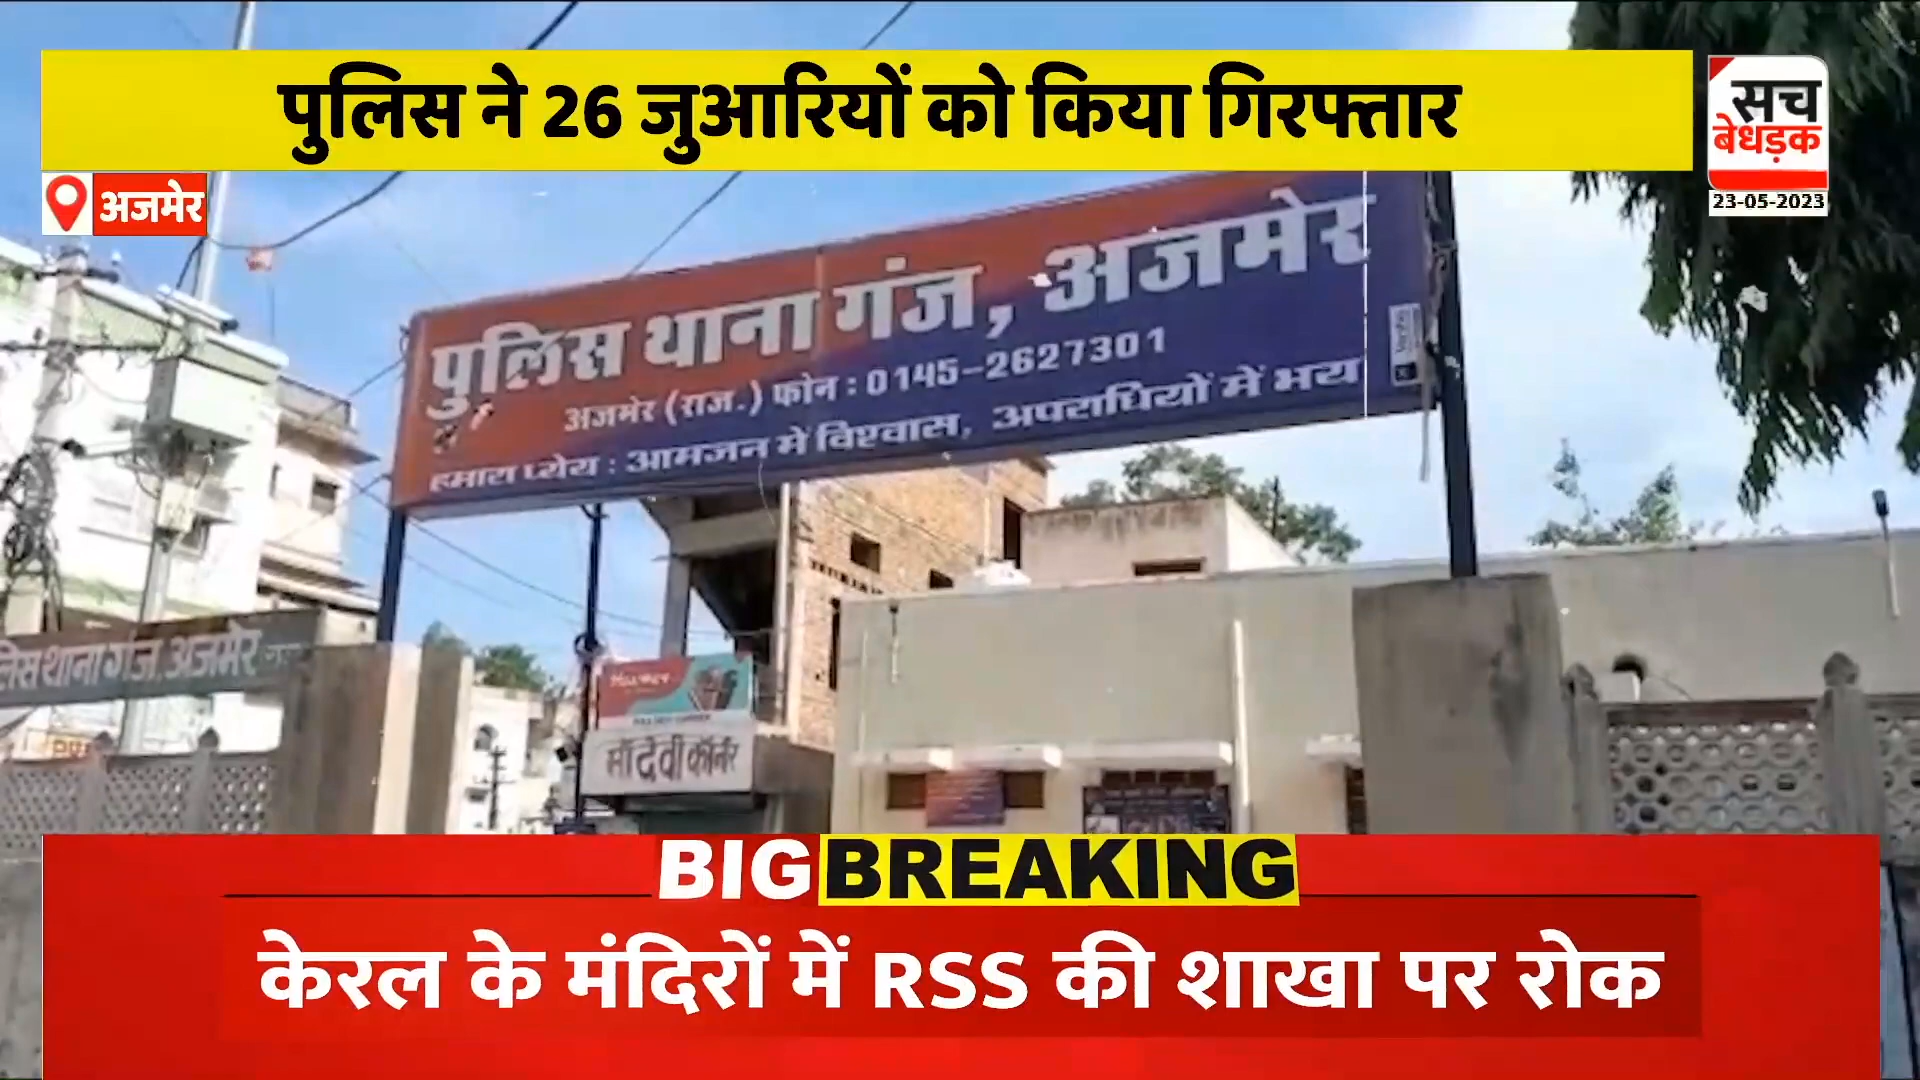 पुलिस ने 26 जुआरियों को किया गिरफ्तार
सच
बेधड़क
23-05-2023
अजमेर
पुलिस थाना गंज, अजमेर
अजमेर (राज.) फोन : 0145-2627301
हमारा ध्येय : आमजन में विश्वास, अपराधियों में भय
लिस थाना गंज, अजमेर
माँ देवी कॉर्नर
BIG BREAKING
केरल के मंदिरों में RSS की शाखा पर रोक